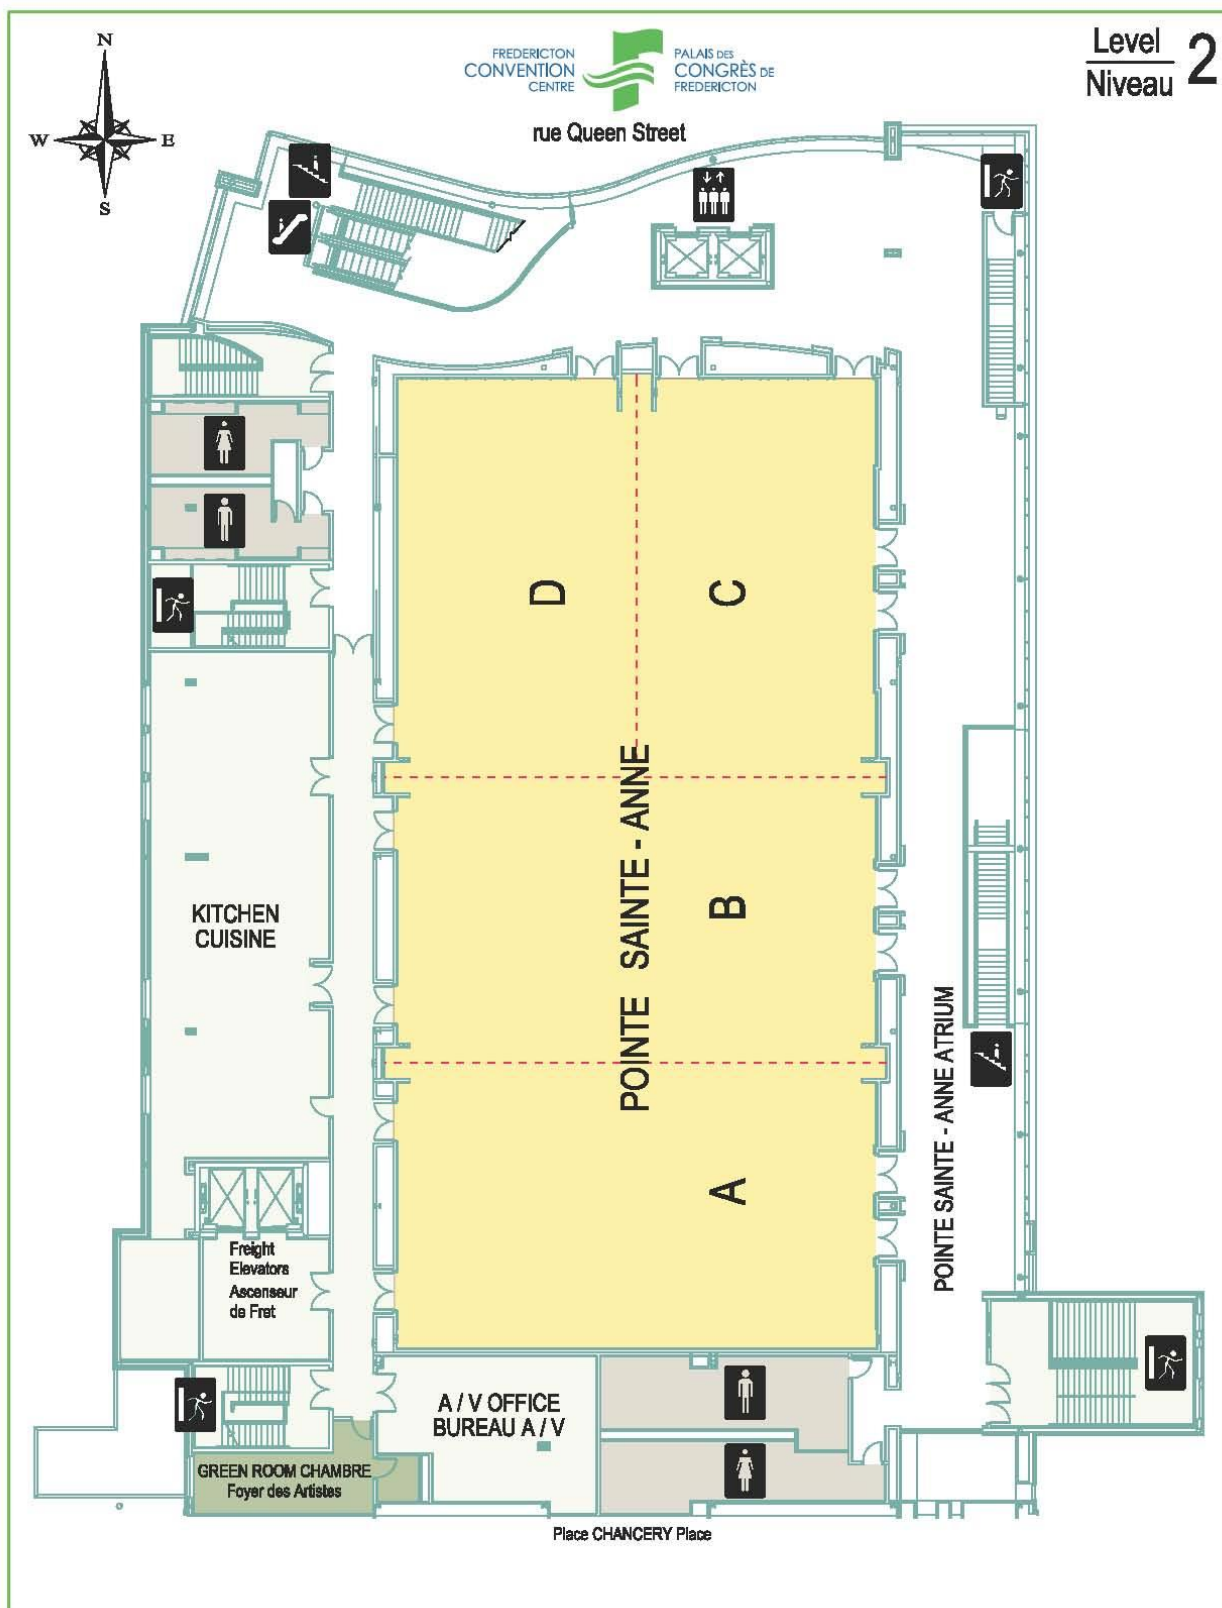 N
W E
S
FREDERICTON
CONVENTION
CENTRE
PALAIS DES
CONGRÈS DE
FREDERICTON
Level
Niveau 2
rue Queen Street
D
C
POINTE SAINTE - ANNE
B
A
KITCHEN
CUISINE
POINTE SAINTE - ANNE ATRIUM
Freight
Elevators
Ascenseur
de Fret
A / V OFFICE
BUREAU A / V
GREEN ROOM CHAMBRE
Foyer des Artistes
Place CHANCERY Place